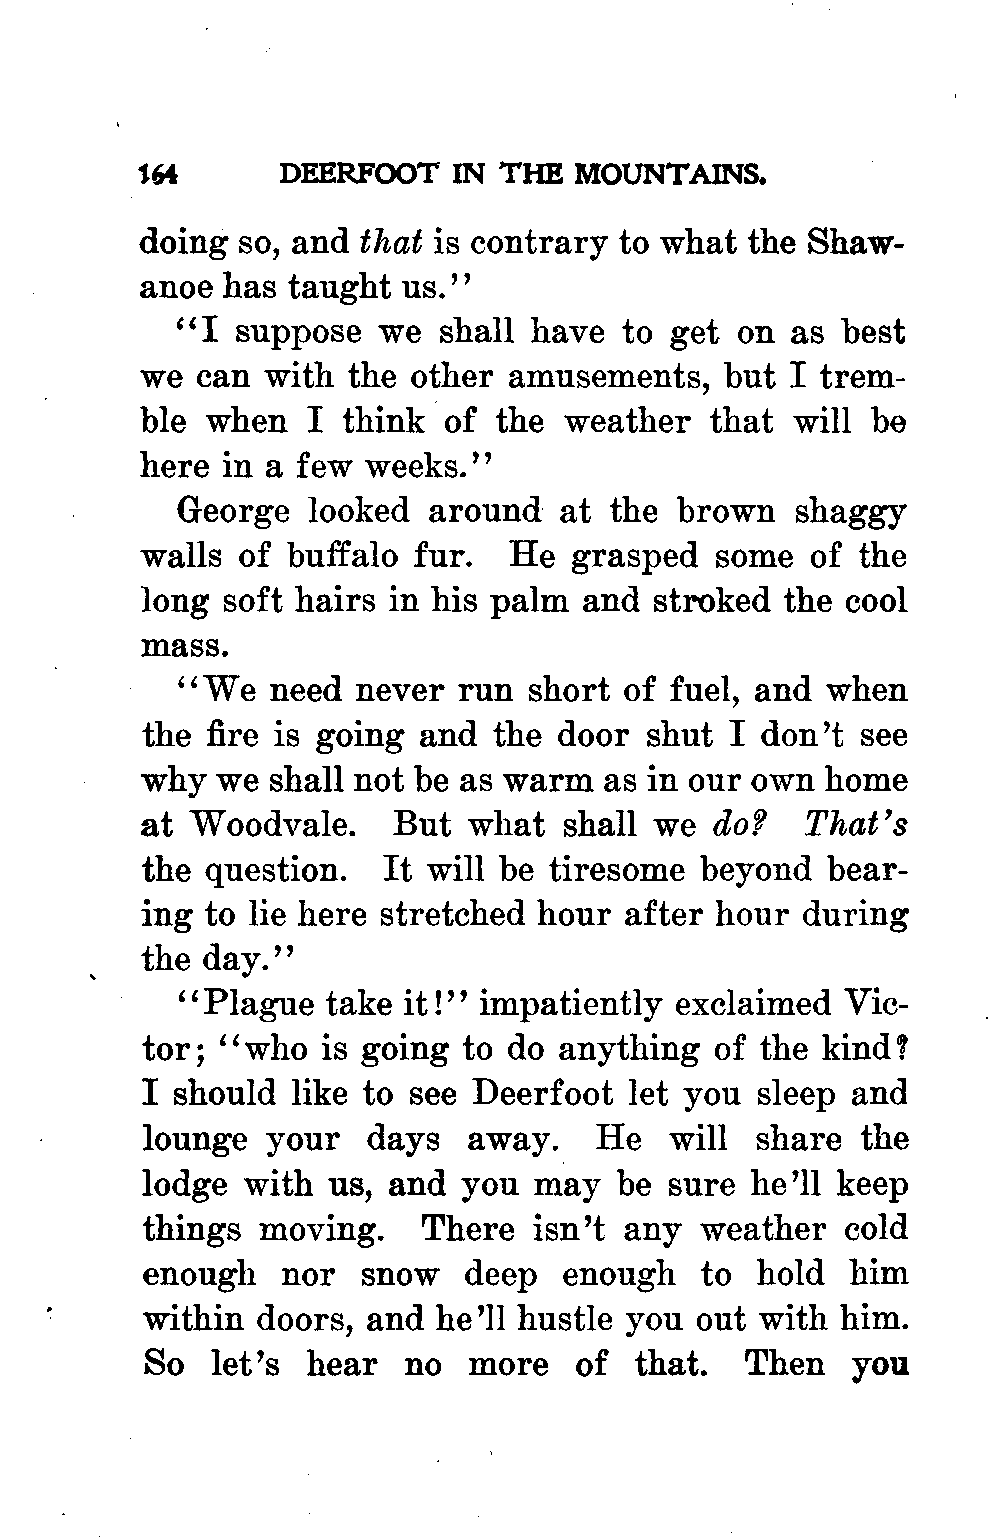 164 DEERFOOT IN THE MOUNTAINS.
doing so, and that is contrary to what the Shaw-
anoe has taught us."
"I suppose we shall have to get on as best
we can with the other amusements, but I trem-
ble when I think of the weather that will be
here in a few weeks."
George looked around at the brown shaggy
walls of buffalo fur. He grasped some of the
long soft hairs in his palm and stroked the cool
mass.
"We need never run short of fuel, and when
the fire is going and the door shut I don't see
why we shall not be as warm as in our own home
at Woodvale. But what shall we do? That's
the question. It will be tiresome beyond bear-
ing to lie here stretched hour after hour during
the day."
"Plague take it!" impatiently exclaimed Vic-
tor; "who is going to do anything of the kind?
I should like to see Deerfoot let you sleep and
lounge your days away. He will share the
lodge with us, and you may be sure he'll keep
things moving. There isn't any weather cold
enough nor snow deep enough to hold him
within doors, and he'll hustle you out with him.
So let's hear no more of that. Then you